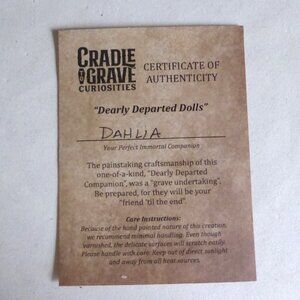 CRADLE
GRAVE
CURIOSITIES
CERTIFICATE OF
AUTHENTICITY
"Dearly Departed Dolls"
DAHLIA
Your Perfect Immortal Companion
The painstaking craftsmanship of this
one-of-a-kind, "Dearly Departed
Companion", was a "grave undertaking".
Be prepared, for they will be your
"friend 'til the end".
Care Instructions:
Because of the hand painted nature of this creation,
we recommend minimal handling. Even though
varnished, the delicate surfaces will scratch easily.
Please handle with care. Keep out of direct sunlight
and away from all heat sources.